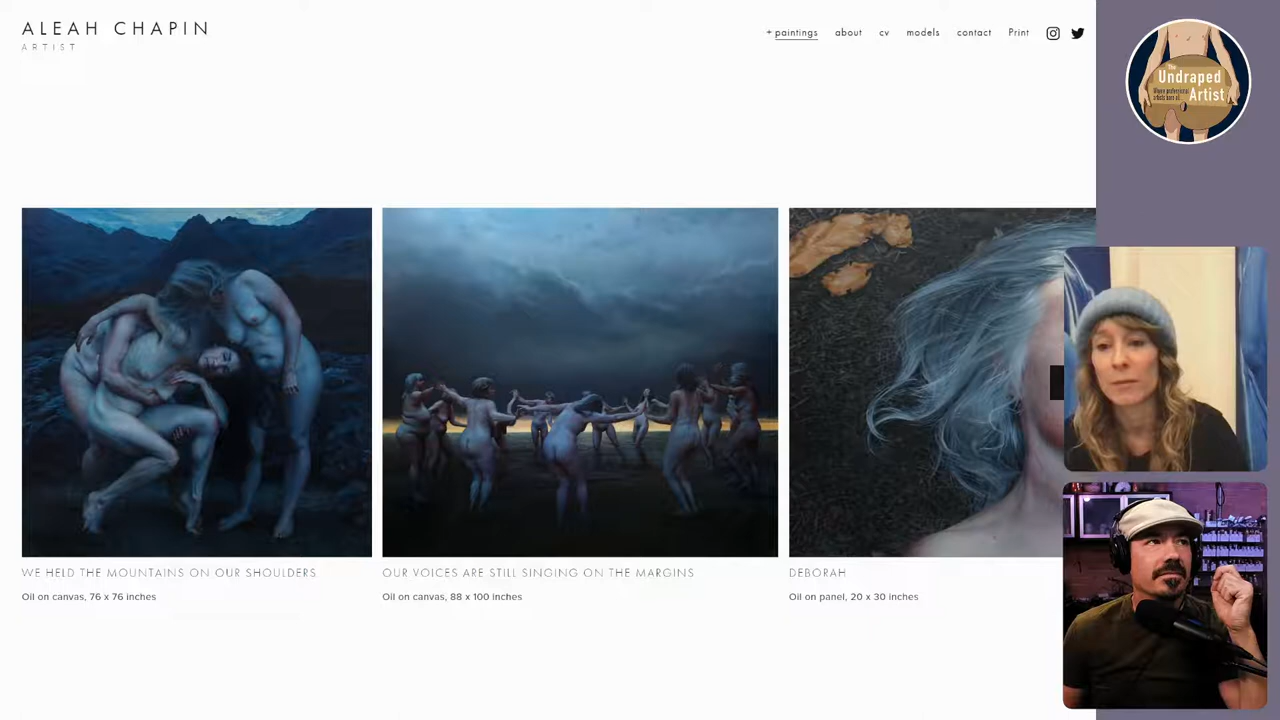 ALEAH CHAPIN
ARTIST
+ paintings about cv models contact Print
The
Undraped
Artist
WE HELD THE MOUNTAINS ON OUR SHOULDERS
Oil on canvas, 76 x 76 inches
OUR VOICES ARE STILL SINGING ON THE MARGINS
Oil on canvas, 88 x 100 inches
DEBORAH
Oil on panel, 20 x 30 inches